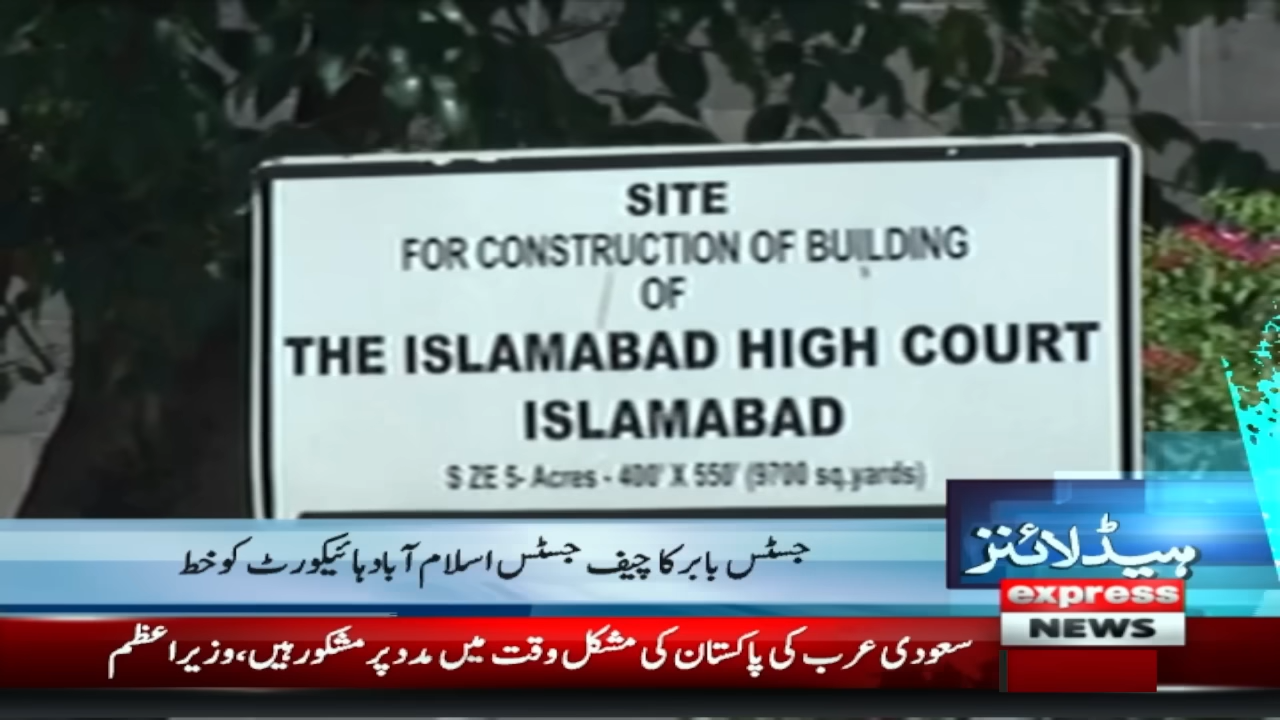 SITE
FOR CONSTRUCTION OF BUILDING
OF
THE ISLAMABAD HIGH COURT
ISLAMABAD
S ZE 5- Acres - 400' X 550' (9700 sq.yards)
ہیڈلائنز
جسٹس بابر کا چیف جسٹس اسلام آباد ہائیکورٹ کو خط
express
NEWS
سعودی عرب کی پاکستان کی مشکل وقت میں مدد پر مشکور ہیں، وزیراعظم